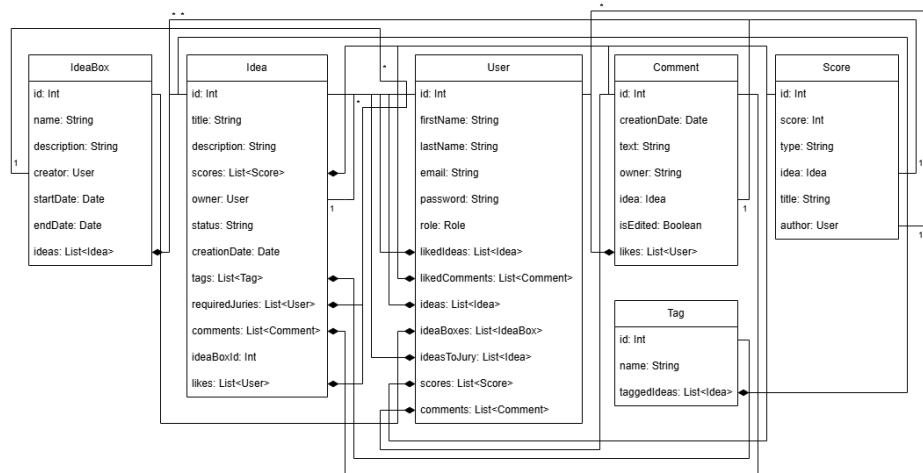 IdeaBox
id: Int
name: String
description: String
creator: User
startDate: Date
endDate: Date
ideas: List<Idea>
Idea
id: Int
title: String
description: String
scores: List<Score>
owner: User
status: String
creationDate: Date
tags: List<Tag>
requiredJuries: List<User>
comments: List<Comment>
ideaBoxId: Int
likes: List<User>
User
id: Int
firstName: String
lastName: String
email: String
password: String
role: Role
likedIdeas: List<Idea>
likedComments: List<Comment>
ideas: List<Idea>
ideaBoxes: List<IdeaBox>
ideasToJury: List<Idea>
scores: List<Score>
comments: List<Comment>
Comment
id: Int
creationDate: Date
text: String
owner: String
idea: Idea
isEdited: Boolean
likes: List<User>
Tag
id: Int
name: String
taggedIdeas: List<Idea>
Score
id: Int
score: Int
type: String
idea: Idea
title: String
author: User
* *
*
*
*
1
1
1
1
1